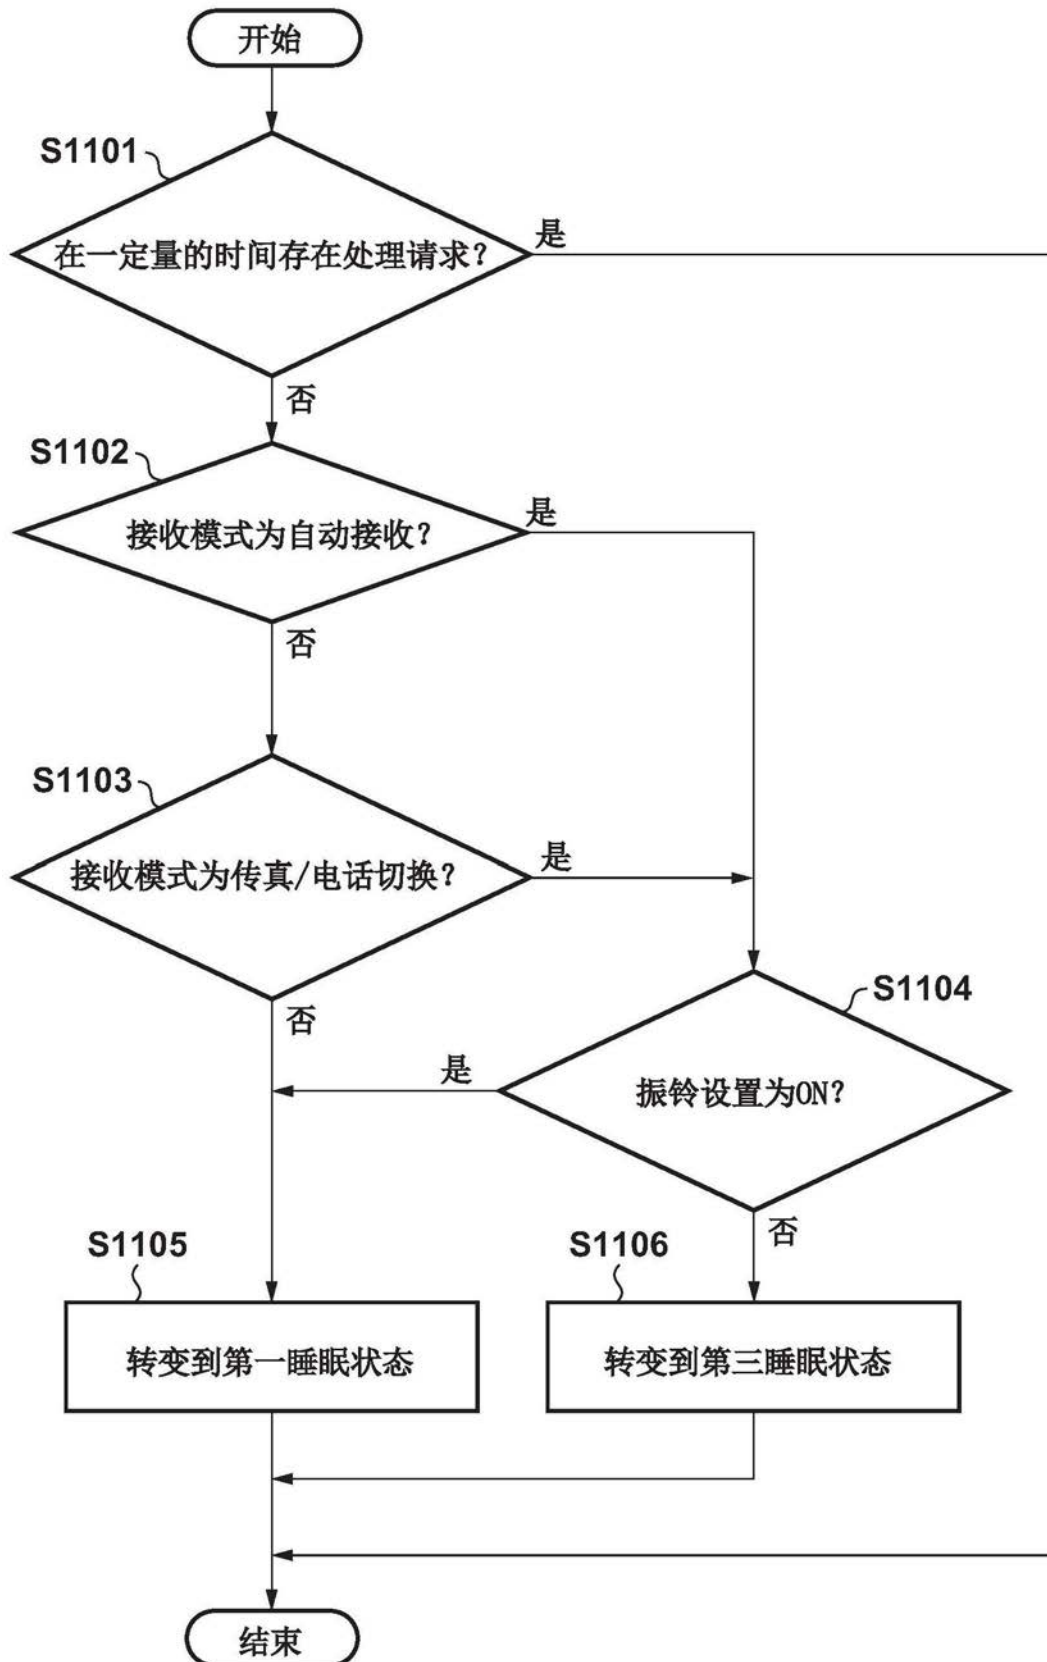 开始
S1101
在一定量的时间存在处理请求?
是
否
S1102
接收模式为自动接收?
是
否
S1103
接收模式为传真/电话切换?
是
否
S1104
振铃设置为ON?
是
否
S1105
转变到第一睡眠状态
S1106
转变到第三睡眠状态
结束